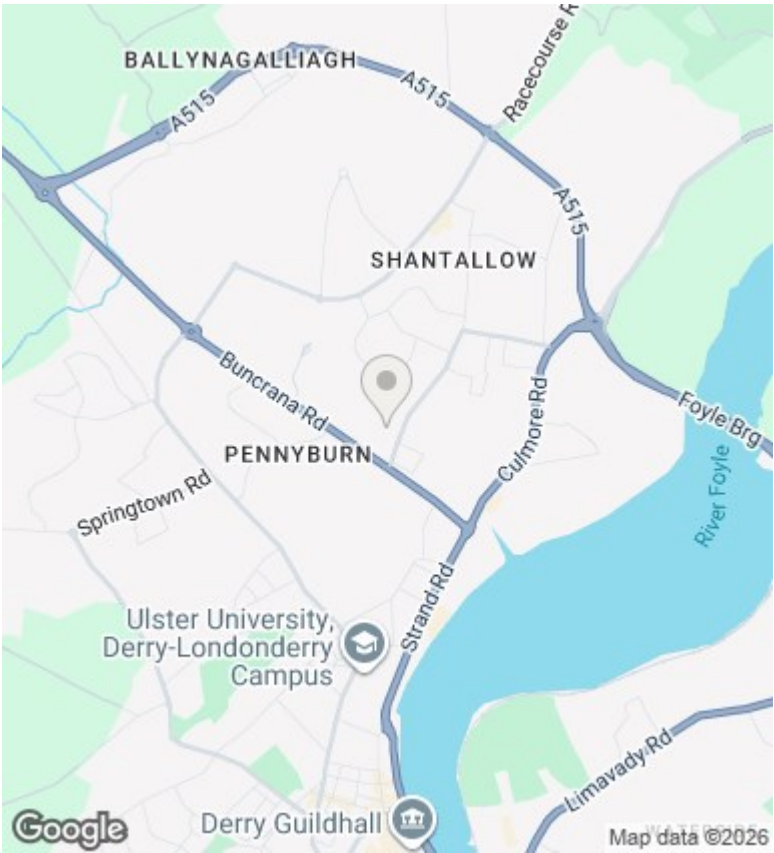 BALLYNAGALLIAGH
A515
A515
Racecourse R
A515
SHANTALLOW
Buncrana Rd
Culmore Rd
Foyle Brg
PENNYBURN
Springtown Rd
River Foyle
Strand Rd
Ulster University,
Derry-Londonderry
Campus
Limavady Rd
Derry Guildhall
Google
Map data ©2026